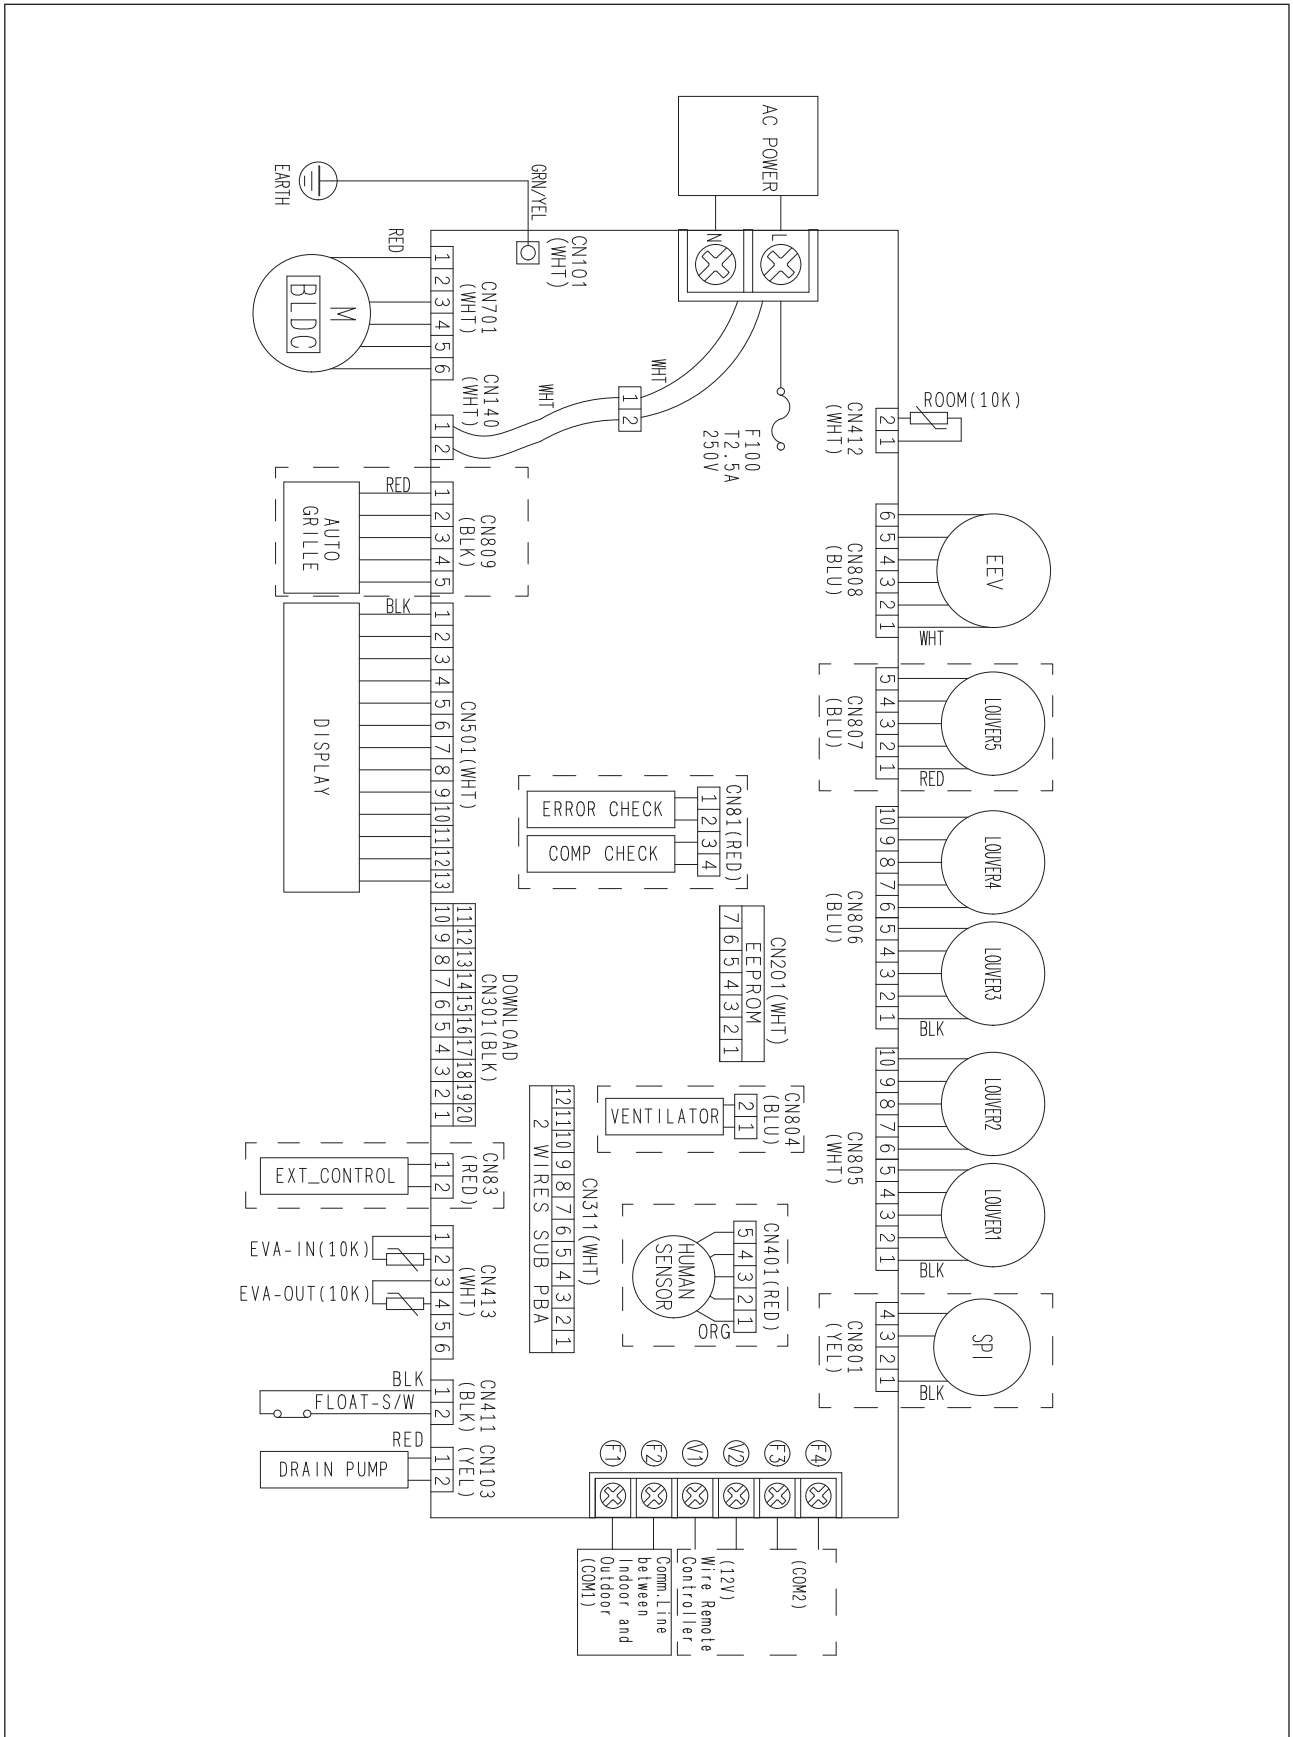 AC POWER
N
L
EARTH
GRN/YEL
CN101
(WHT)
RED
M
BLDC
1 2 3 4 5 6
CN701
(WHT)
CN140
(WHT)
1 2
WHT
WHT
1 2
F100
T2.5A
250V
ROOM(10K)
2 1
CN412
(WHT)
AUTO
GRILLE
RED
1 2 3 4 5
CN809
(BLK)
EEV
6 5 4 3 2 1
WHT
CN808
(BLU)
DISPLAY
BLK
1 2 3 4 5 6 7 8 9 10 11 12 13
CN501(WHT)
LOUVER5
5 4 3 2 1
RED
CN807
(BLU)
ERROR CHECK
COMP CHECK
1 2 3 4
CN81(RED)
LOUVER4
LOUVER3
10 9 8 7 6 5 4 3 2 1
BLK
CN806
(BLU)
CN201(WHT)
EEPROM
7 6 5 4 3 2 1
DOWNLOAD
CN301(BLK)
11 12 13 14 15 16 17 18 19 20
10 9 8 7 6 5 4 3 2 1
LOUVER2
LOUVER1
10 9 8 7 6 5 4 3 2 1
BLK
CN805
(WHT)
VENTILATOR
2 1
CN804
(BLU)
CN311(WHT)
12 11 10 9 8 7 6 5 4 3 2 1
2 WIRES SUB PBA
EXT_CONTROL
1 2
CN83
(RED)
HUMAN
SENSOR
5 4 3 2 1
ORG
CN401(RED)
EVA-IN(10K)
EVA-OUT(10K)
1 2 3 4 5 6
CN413
(WHT)
SPI
4 3 2 1
BLK
CN801
(YEL)
BLK
FLOAT-S/W
1 2
CN411
(BLK)
RED
DRAIN PUMP
1 2
CN103
(YEL)
F4
F3
V2
V1
F2
F1
(COM2)
(12V)
Wire Remote
Controller
Comm.Line
between
Indoor and
Outdoor
(COM1)